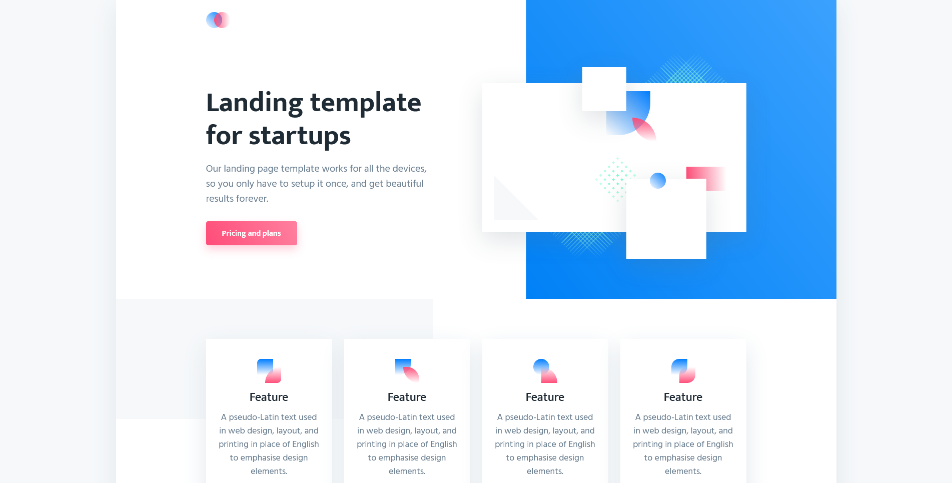 Landing template
for startups
Our landing page template works for all the devices,
so you only have to setup it once, and get beautiful
results forever.
Pricing and plans
Feature
A pseudo-Latin text used
in web design, layout, and
printing in place of English
to emphasise design
elements.
Feature
A pseudo-Latin text used
in web design, layout, and
printing in place of English
to emphasise design
elements.
Feature
A pseudo-Latin text used
in web design, layout, and
printing in place of English
to emphasise design
elements.
Feature
A pseudo-Latin text used
in web design, layout, and
printing in place of English
to emphasise design
elements.